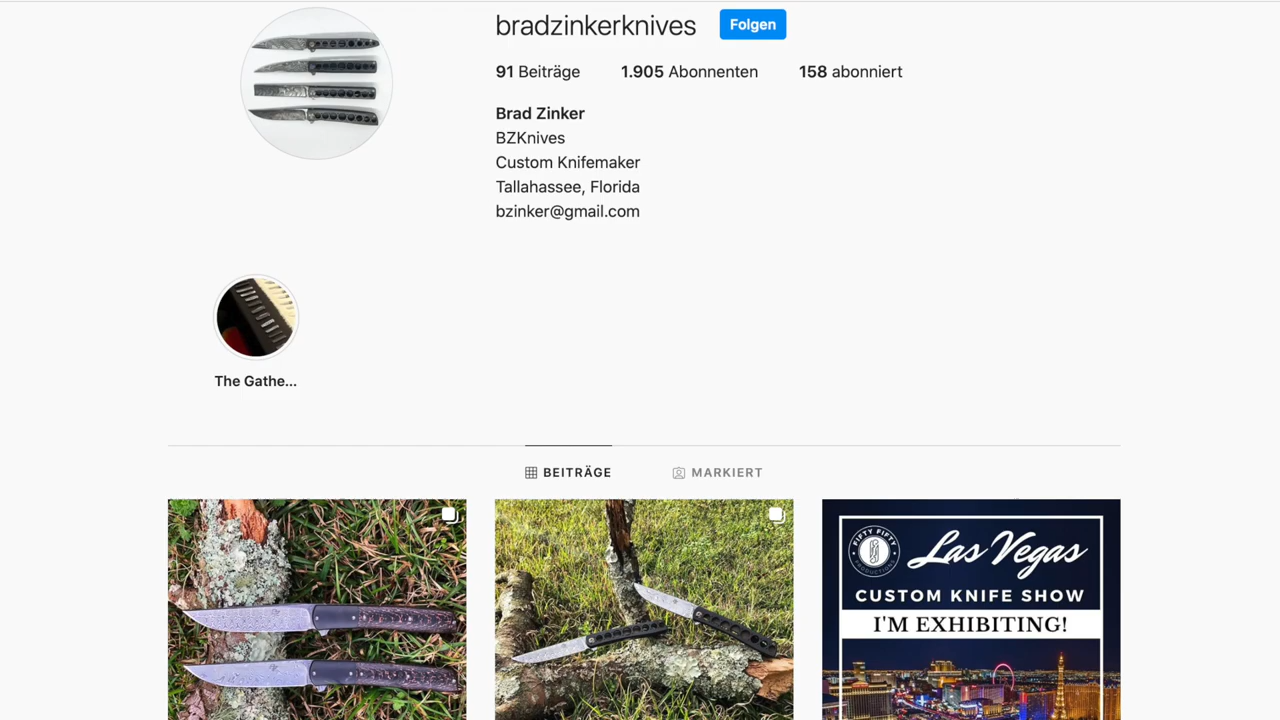 bradzinkerknives Folgen
91 Beiträge 1.905 Abonnenten 158 abonniert
Brad Zinker
BZKnives
Custom Knifemaker
Tallahassee, Florida
bzinker@gmail.com
The Gathe...
BEITRÄGE MARKIERT
FIFTY FIFTY
PRODUCTIONS
Las Vegas
CUSTOM KNIFE SHOW
I'M EXHIBITING!